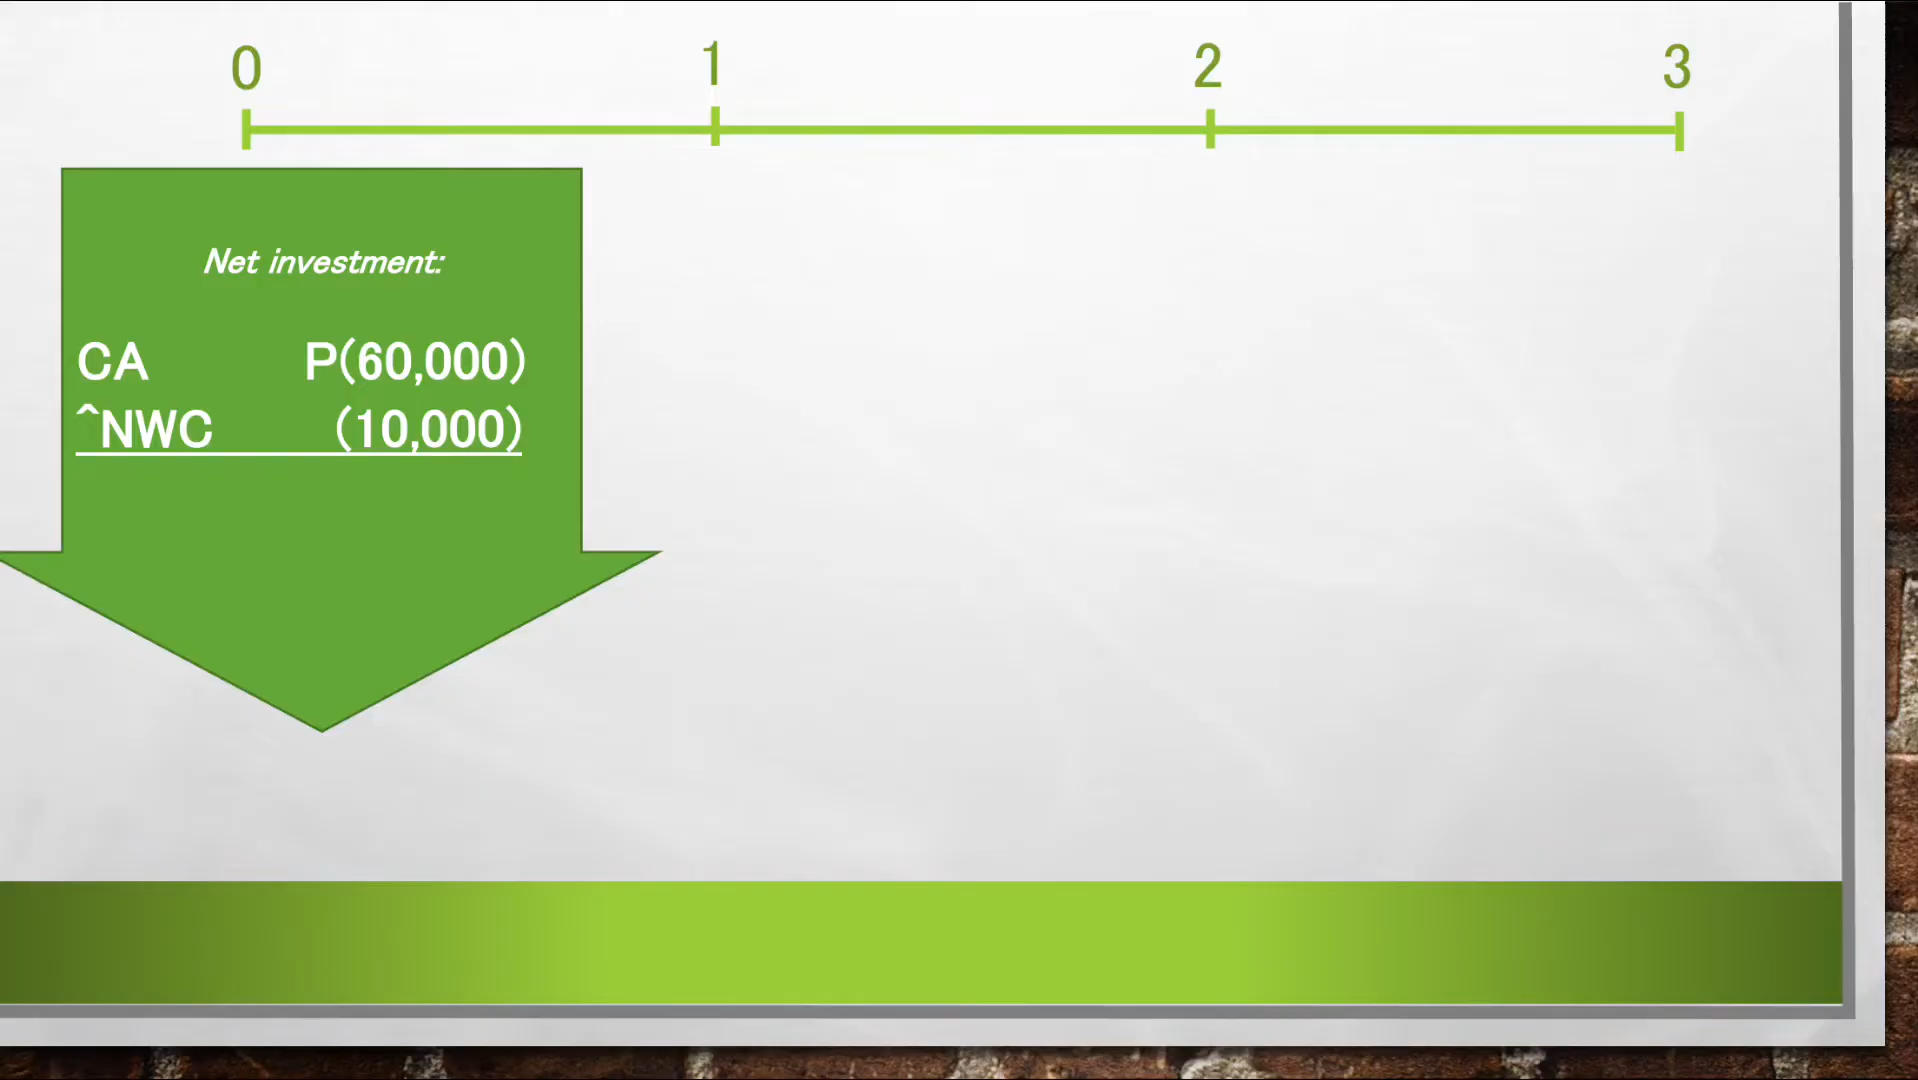 0 1 2 3
Net investment:
CA P(60,000)
^NWC (10,000)